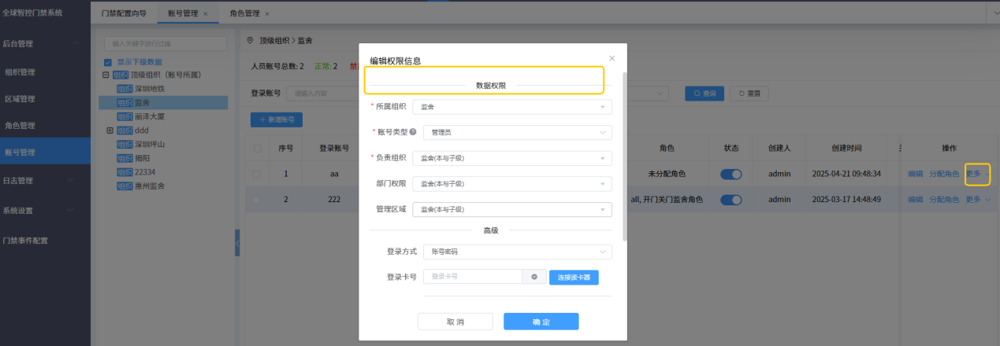 全球智控门禁系统
门禁配置向导
账号管理 ×
角色管理 ×
后台管理
组织管理
区域管理
角色管理
账号管理
日志管理
系统设置
门禁事件配置
输入关键字进行过滤
显示下级数据
组织 顶级组织（账号所属）
组织 深圳地铁
组织 监舍
组织 丽泽大厦
组织 ddd
组织 深圳坪山
组织 揭阳
组织 22334
组织 惠州监舍
顶级组织 > 监舍
人员账号总数: 2 正常: 2
登录账号 请输入内容
查询 重置
+ 新增账号
序号 登录账号 角色 状态 创建人 创建时间 操作
1 aa 未分配角色 admin 2025-04-21 09:48:34 编辑 分配角色 更多
2 222 all, 开门关门监舍角色 admin 2025-03-17 14:48:49 编辑 分配角色 更多
编辑权限信息 ×
数据权限
* 所属组织 监舍
* 账号类型 ? 管理员
* 负责组织 监舍(本与子级)
部门权限 监舍(本与子级)
管理区域 监舍(本与子级)
高级
登录方式 账号密码
登录卡号 登录卡号 连接读卡器
取 消 确 定